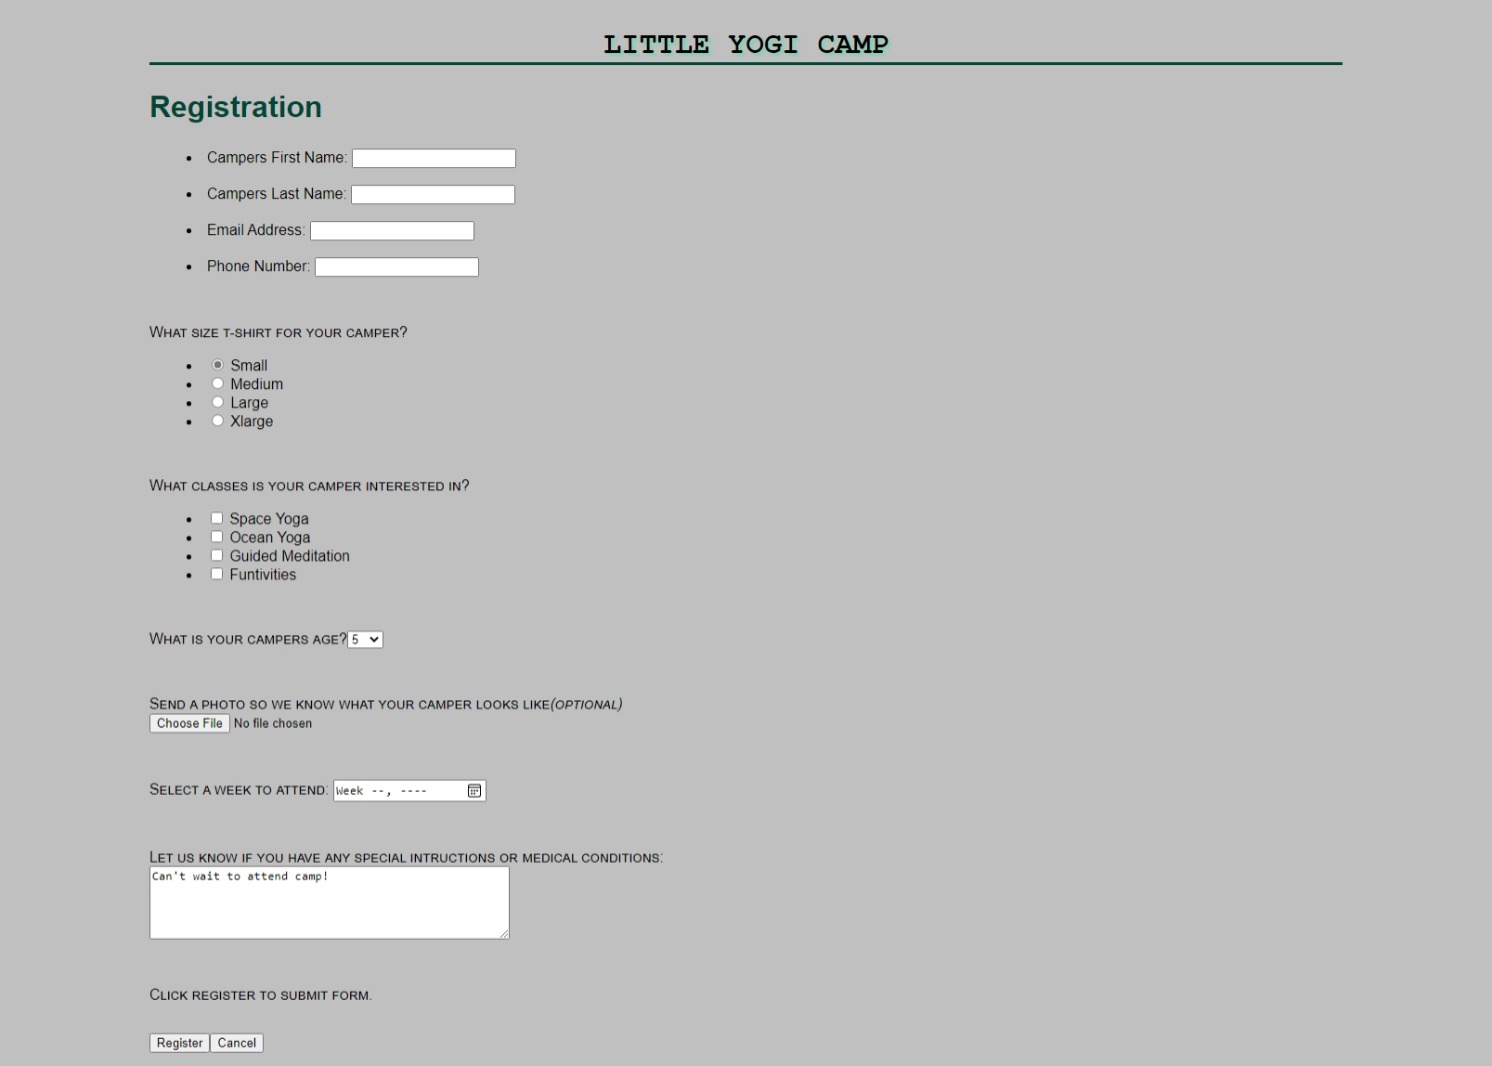 LITTLE YOGI CAMP
Registration
Campers First Name:
Campers Last Name:
Email Address:
Phone Number:
What size t-shirt for your camper?
Small
Medium
Large
Xlarge
What classes is your camper interested in?
Space Yoga
Ocean Yoga
Guided Meditation
Funtivities
What is your campers age? 5
Send a photo so we know what your camper looks like(optional)
Choose File No file chosen
Select a week to attend: Week --, ----
Let us know if you have any special intructions or medical conditions:
Can't wait to attend camp!
Click register to submit form.
Register Cancel